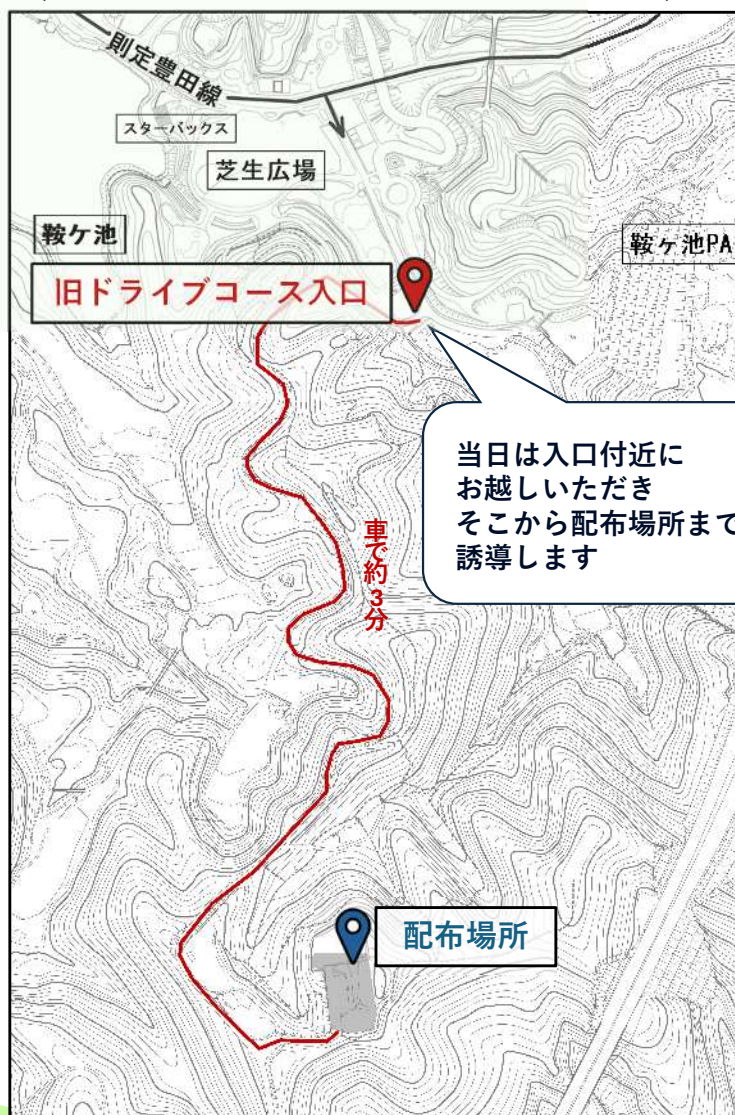 則定豊田線
スターバックス
芝生広場
鞍ケ池
鞍ヶ池PA
旧ドライブコース入口
当日は入口付近に
お越しいただき
そこから配布場所まで
誘導します
車で約3分
配布場所